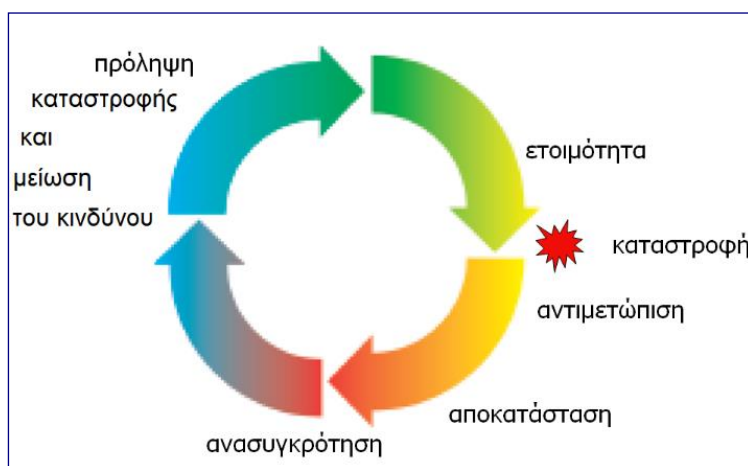 πρόληψη
καταστροφής
και
μείωση
του κινδύνου
ετοιμότητα
καταστροφή
αντιμετώπιση
αποκατάσταση
ανασυγκρότηση